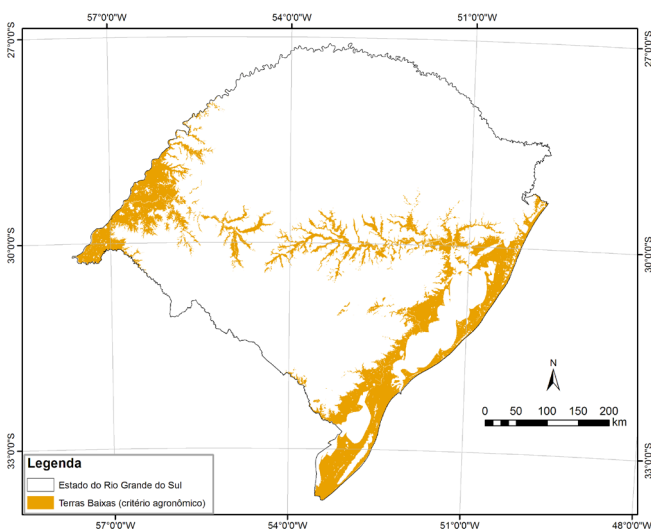 57°0'0"W 54°0'0"W 51°0'0"W
27°0'0"S
27°0'0"S
30°0'0"S
30°0'0"S
N
0 50 100 150 200
km
33°0'0"S
33°0'0"S
Legenda
Estado do Rio Grande do Sul
Terras Baixas (critério agronômico)
57°0'0"W 54°0'0"W 51°0'0"W 48°0'0"W